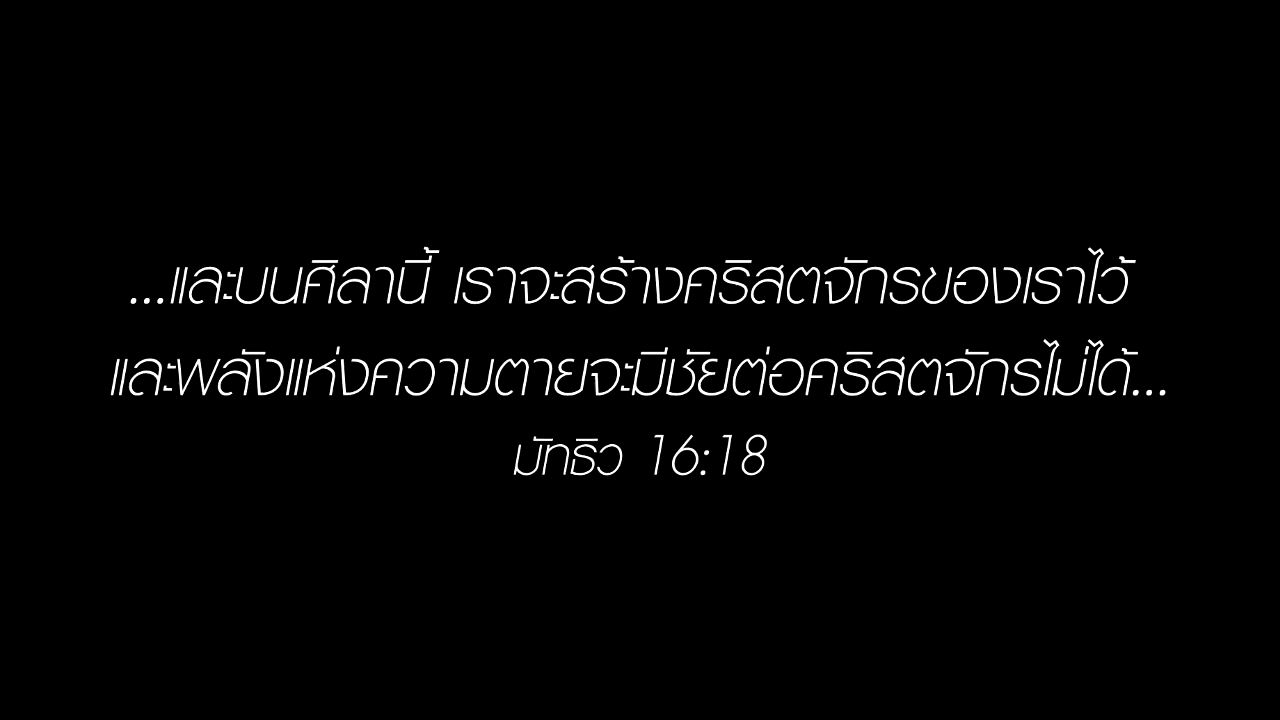 ...และบนศิลานี้ เราจะสร้างคริสตจักรของเราไว้
และพลังแห่งความตายจะมีชัยต่อคริสตจักรไม่ได้...
มัทธิว 16:18